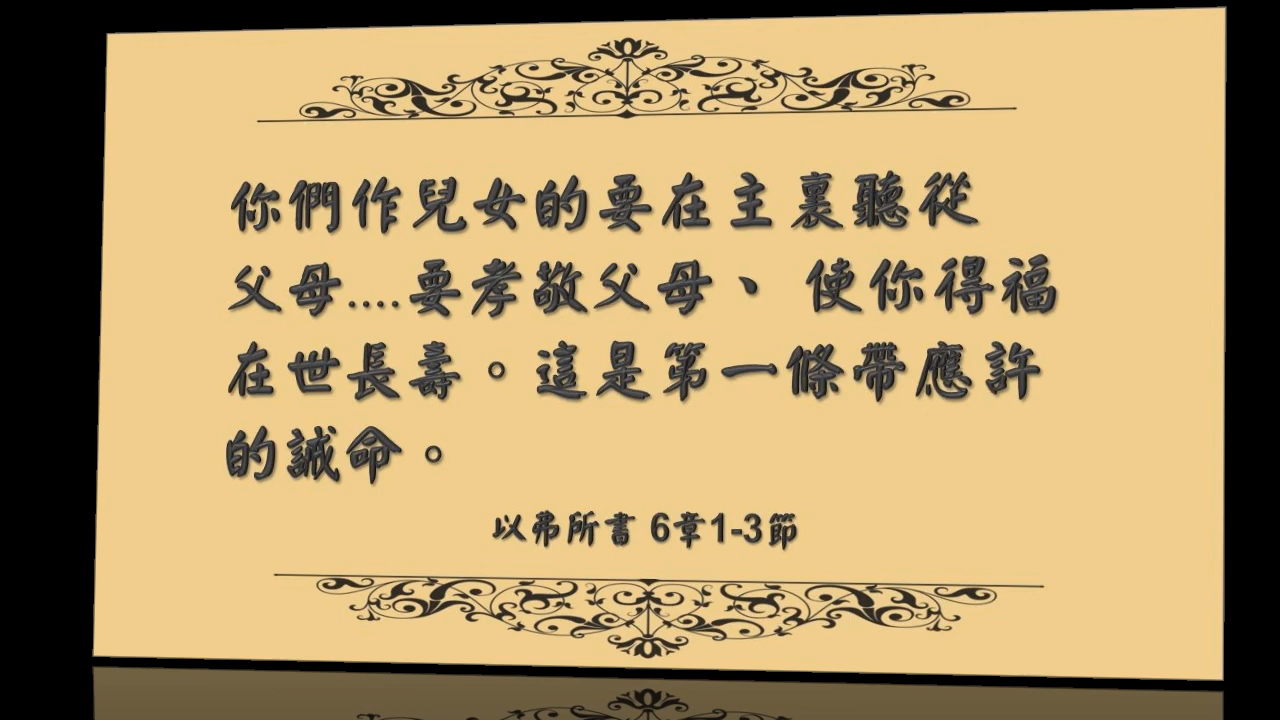 你們作兒女的要在主裏聽從
父母....要孝敬父母、 使你得福
在世長壽。這是第一條帶應許
的誡命。
以弗所書 6章1-3節